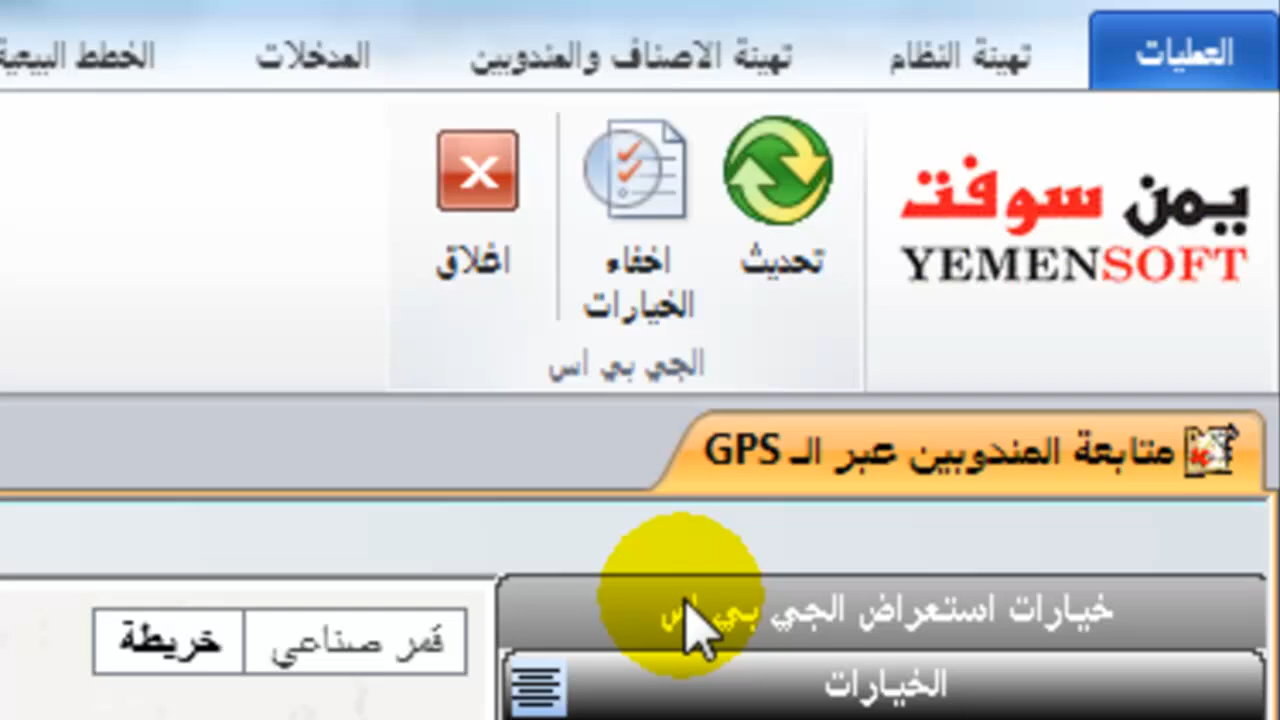 العمليات
تهيئة النظام
تهيئة الاصناف والمندوبين
المدخلات
الخطط البيعية
يمن سوفت
YEMENSOFT
تحديث
اخفاء
الخيارات
اغلاق
الجي بي اس
متابعة المندوبين عبر الـ GPS
خيارات استعراض الجي بي اس
الخيارات
قمر صناعي
خريطة